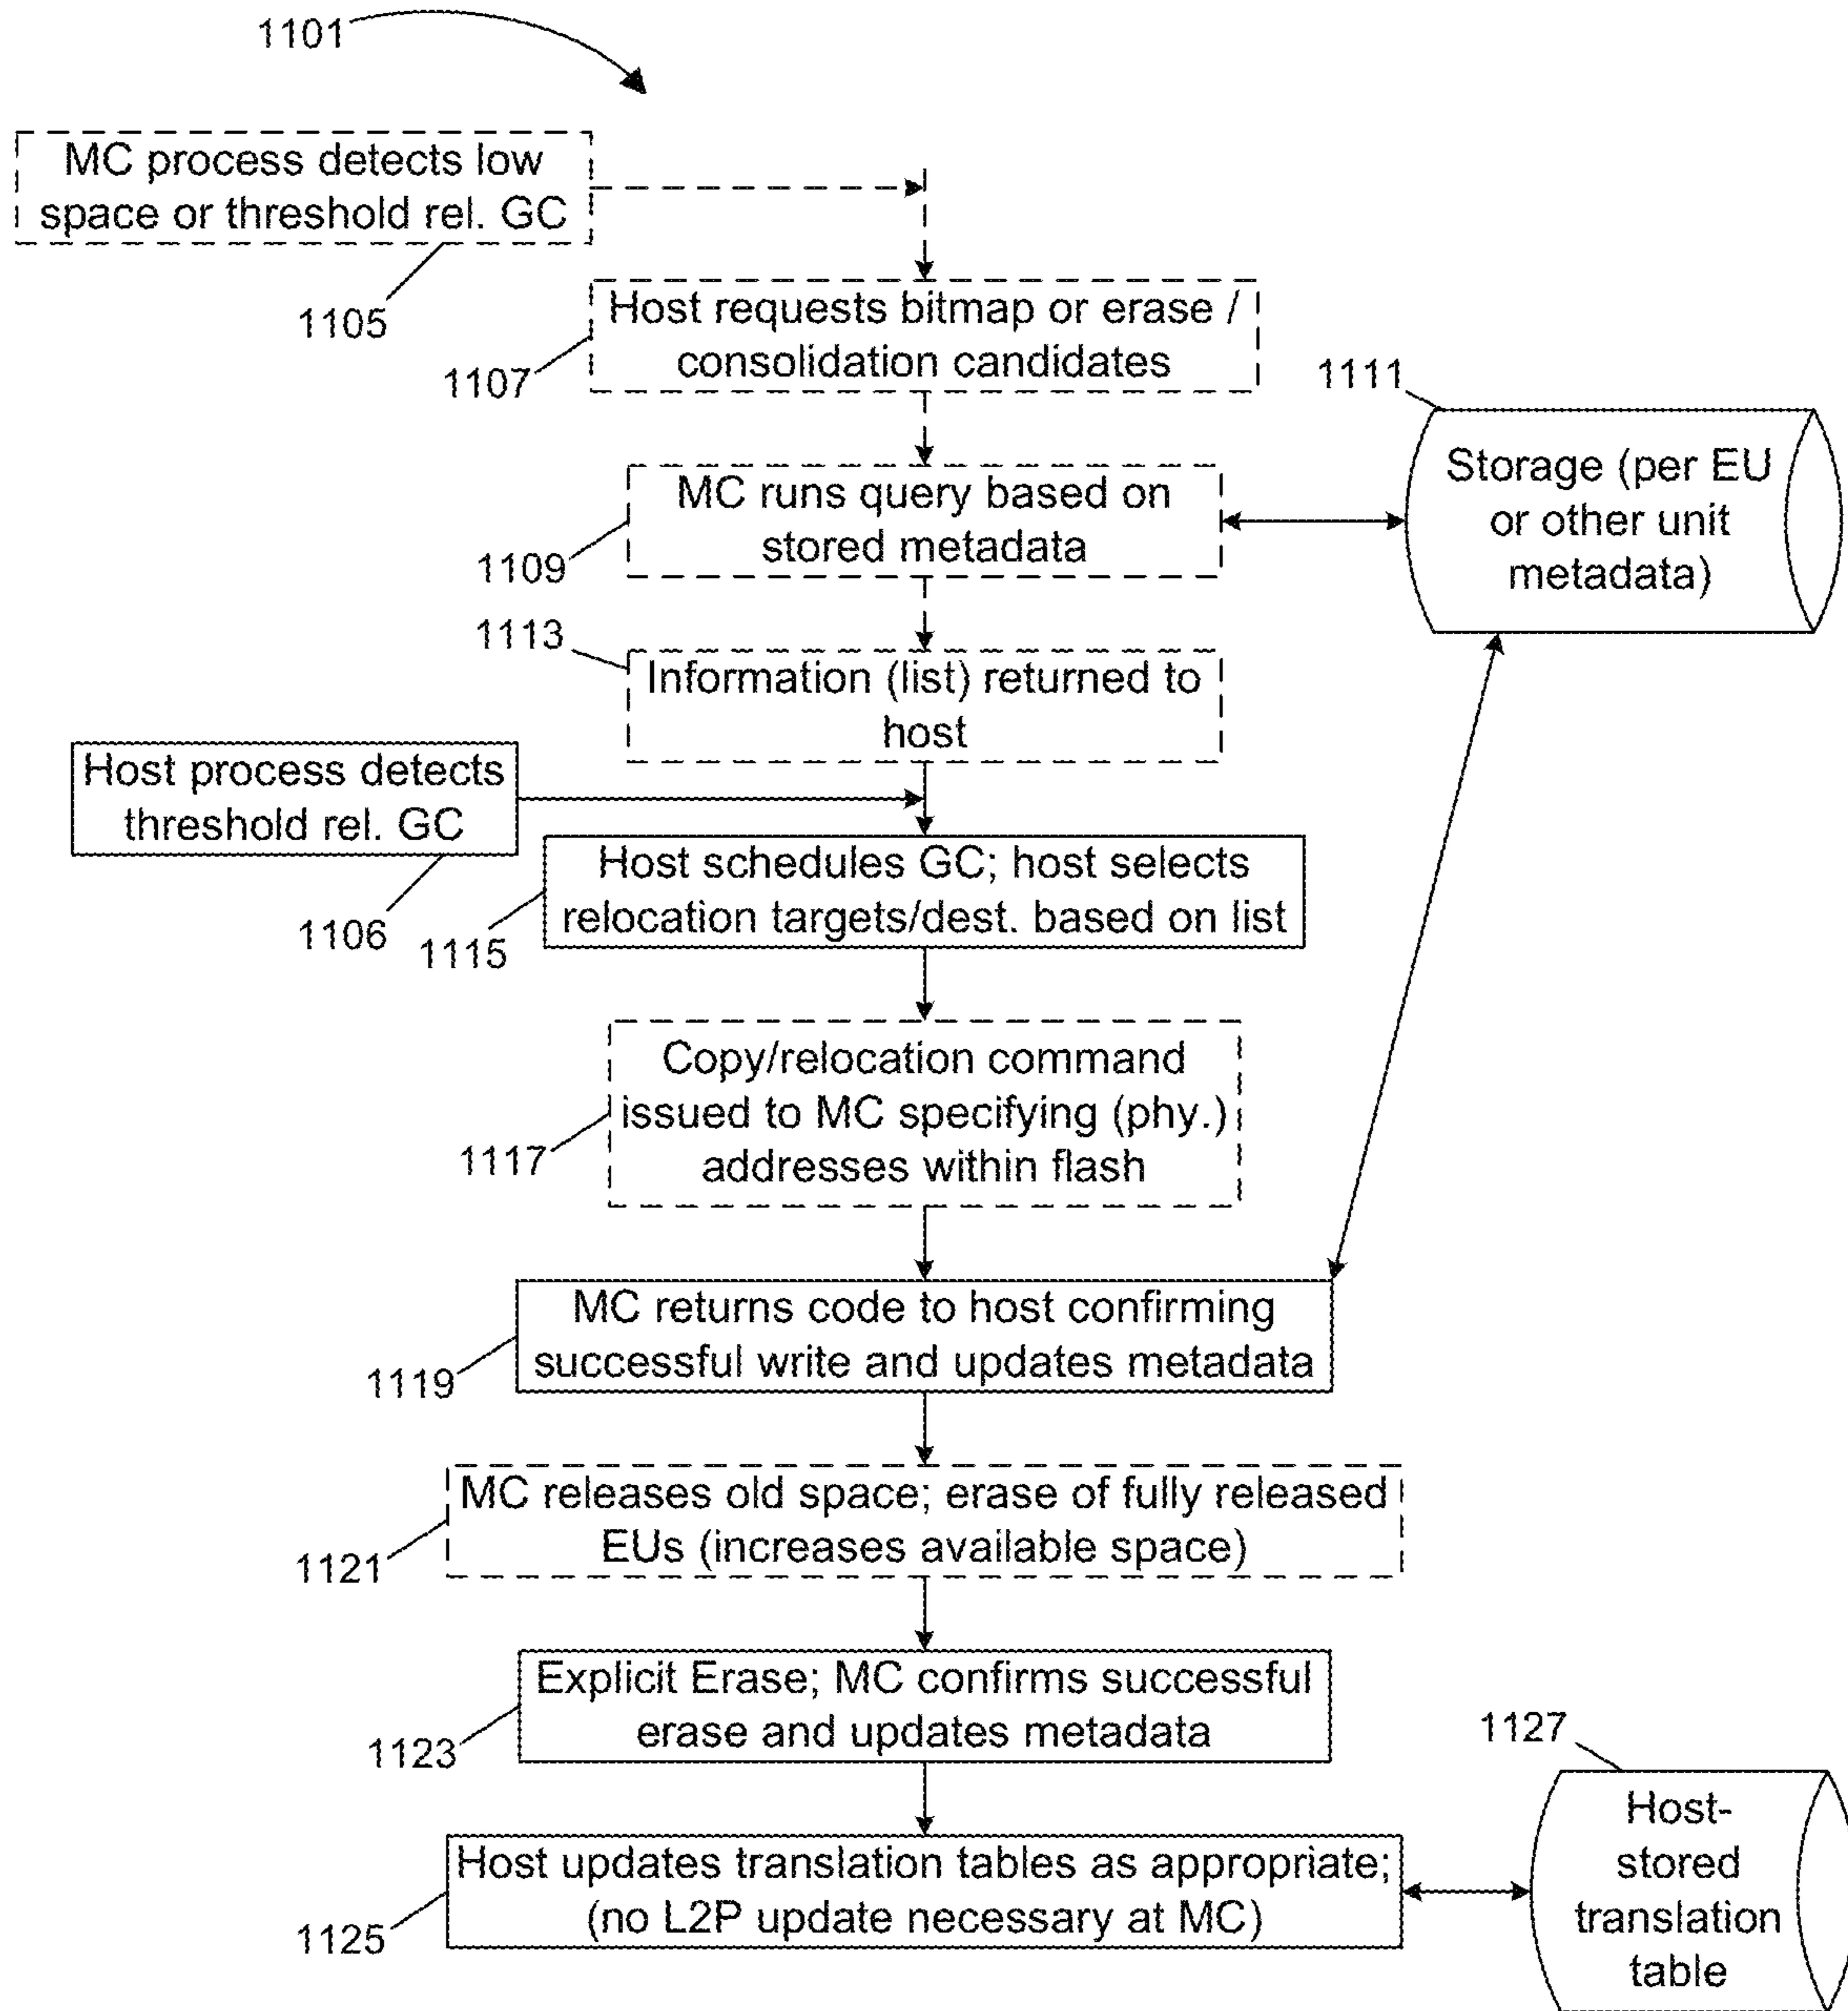 1101
MC process detects low
space or threshold rel. GC
1105
Host requests bitmap or erase /
consolidation candidates
1107
1111
Storage (per EU
or other unit
metadata)
MC runs query based on
stored metadata
1109
1113
Information (list) returned to
host
Host process detects
threshold rel. GC
1106
Host schedules GC; host selects
relocation targets/dest. based on list
1115
Copy/relocation command
issued to MC specifying (phy.)
addresses within flash
1117
MC returns code to host confirming
successful write and updates metadata
1119
MC releases old space; erase of fully released
EUs (increases available space)
1121
Explicit Erase; MC confirms successful
erase and updates metadata
1123
1127
Host updates translation tables as appropriate;
(no L2P update necessary at MC)
1125
Host-
stored
translation
table